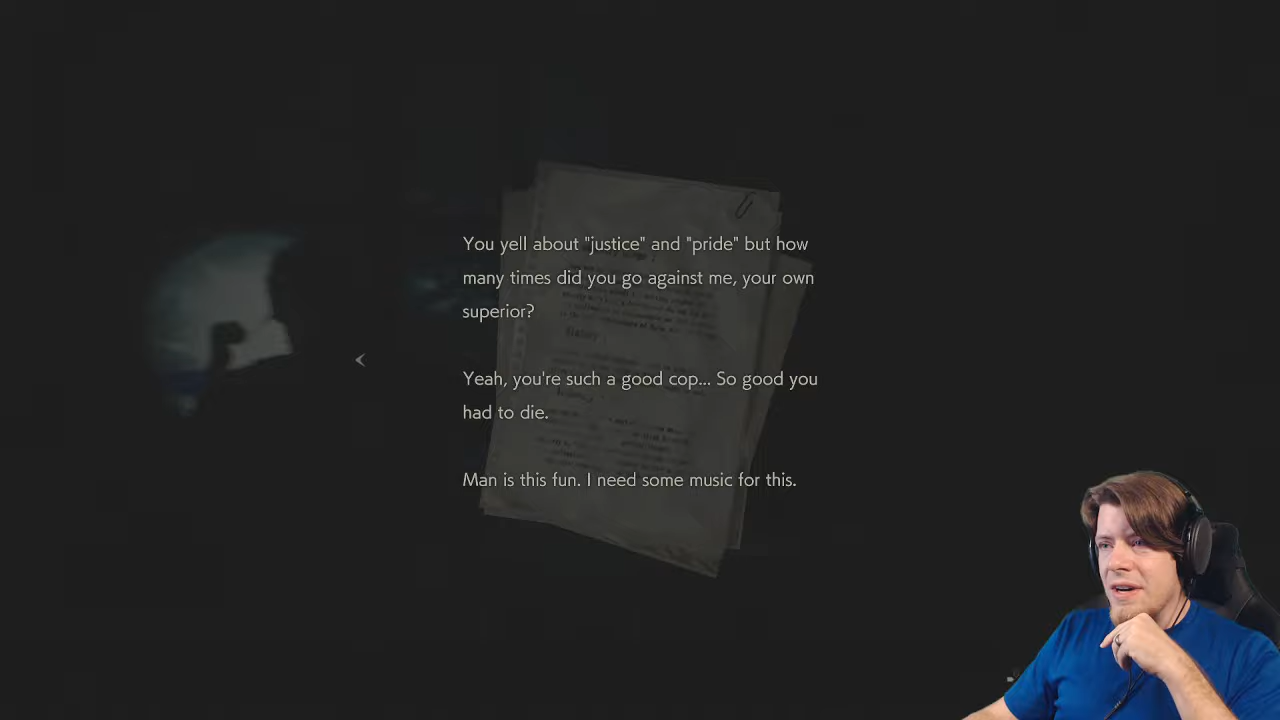 You yell about "justice" and "pride" but how
many times did you go against me, your own
superior?
Yeah, you're such a good cop... So good you
had to die.
Man is this fun. I need some music for this.